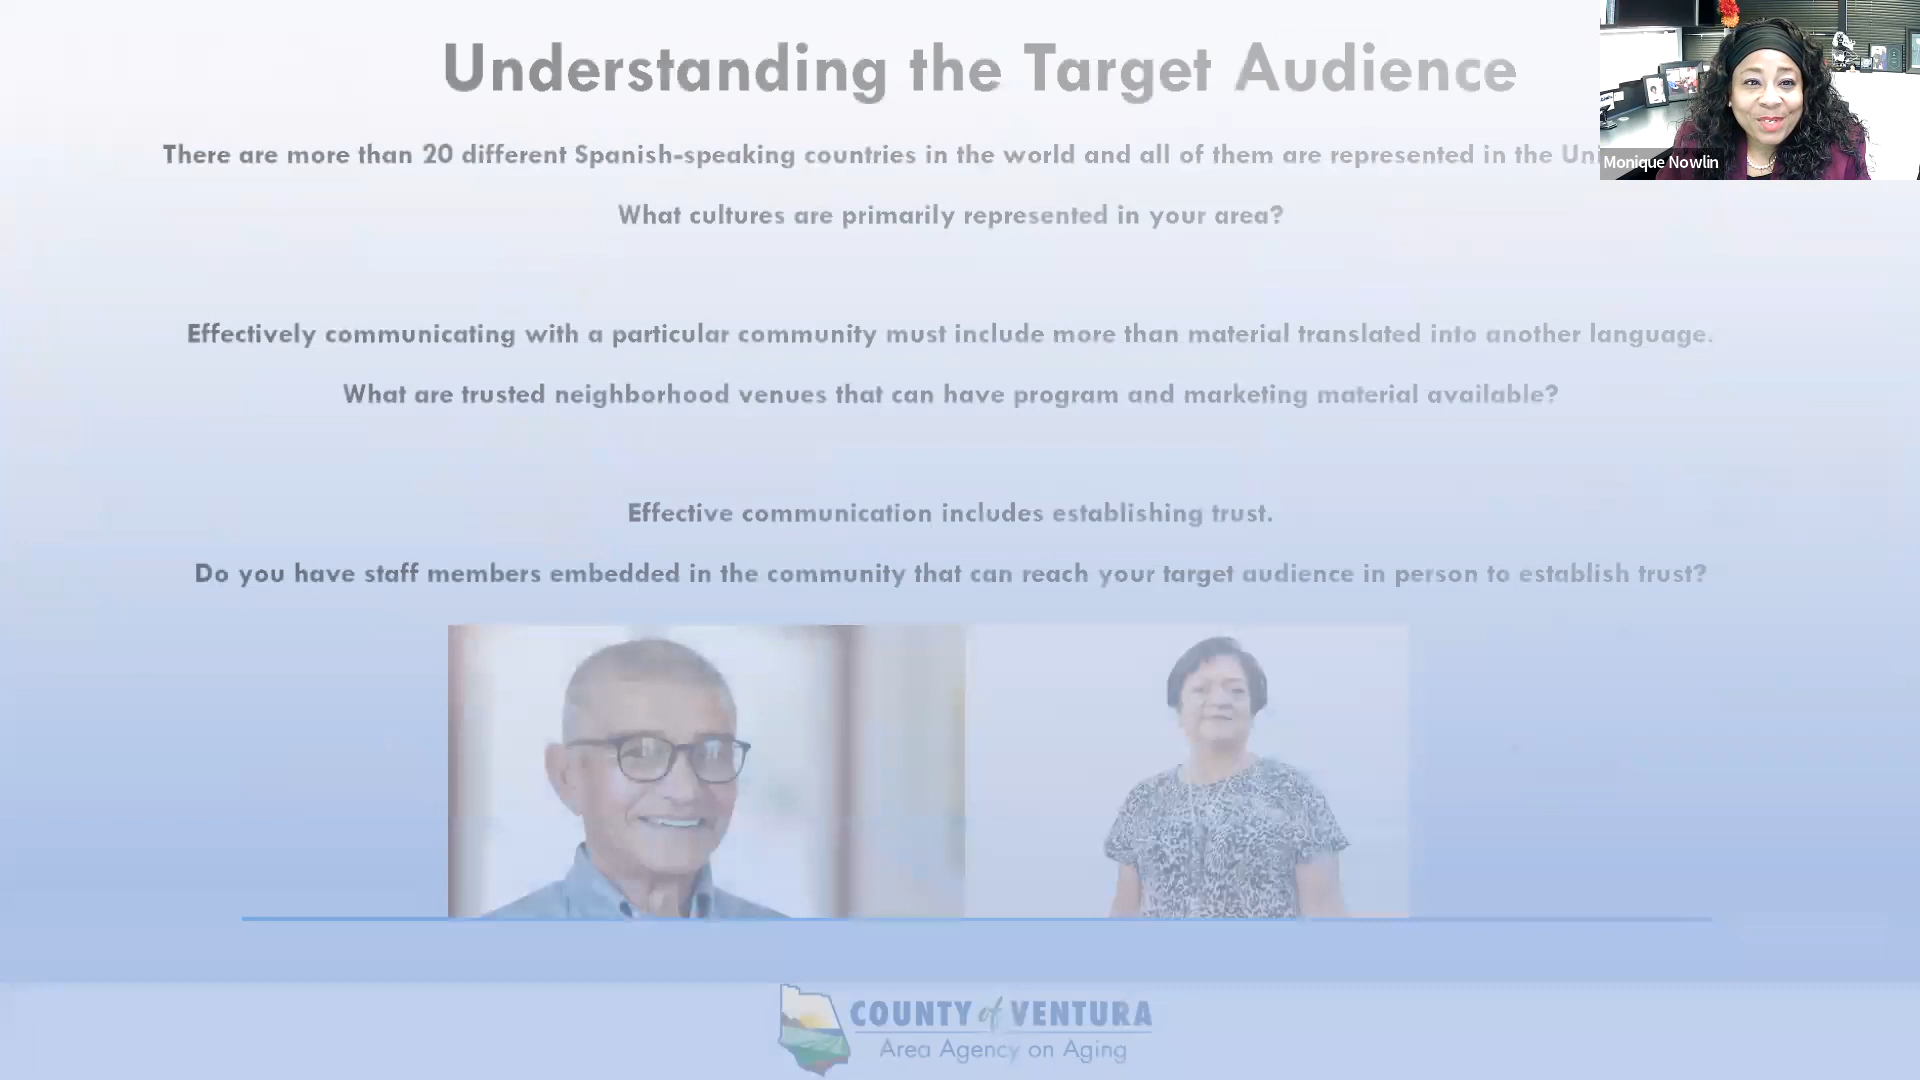 Understanding the Target Audience
There are more than 20 different Spanish-speaking countries in the world and all of them are represented in the
Monique Nowlin
What cultures are primarily represented in your area?
Effectively communicating with a particular community must include more than material translated into another language.
What are trusted neighborhood venues that can have program and marketing material available?
Effective communication includes establishing trust.
Do you have staff members embedded in the community that can reach your target audience in person to establish trust?
COUNTY of VENTURA
Area Agency on Aging